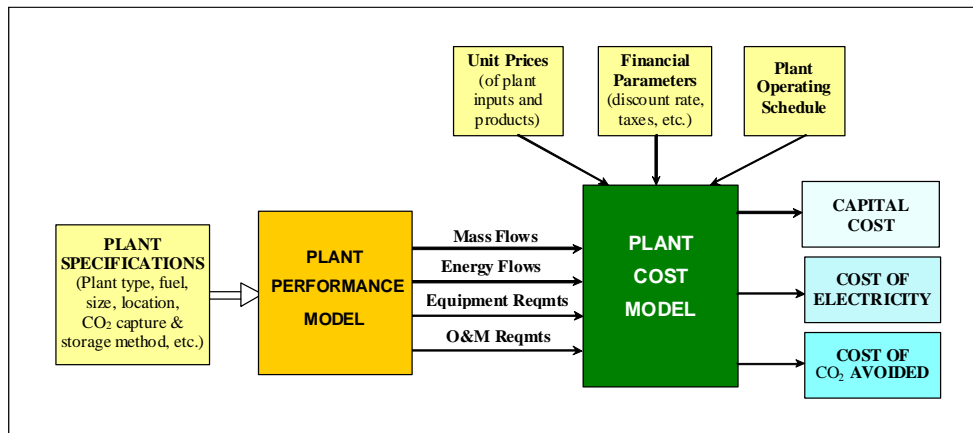 Unit Prices
(of plant
inputs and
products)
Financial
Parameters
(discount rate,
taxes, etc.)
Plant
Operating
Schedule
PLANT
SPECIFICATIONS
(Plant type, fuel,
size, location,
CO₂ capture &
storage method, etc.)
PLANT
PERFORMANCE
MODEL
Mass Flows
Energy Flows
Equipment Reqmts
O&M Reqmts
PLANT
COST
MODEL
CAPITAL
COST
COST OF
ELECTRICITY
COST OF
CO₂ AVOIDED